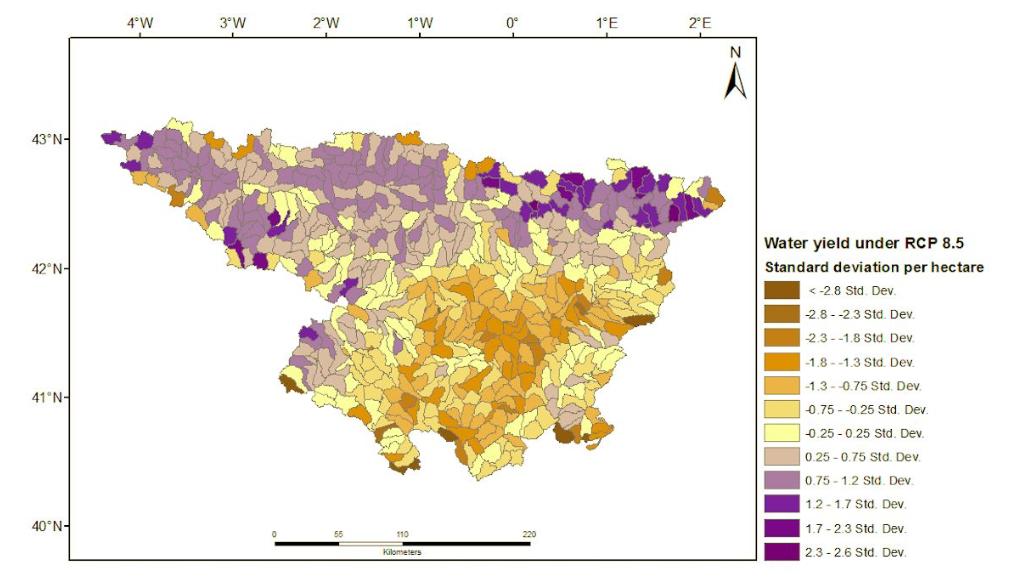 4°W 3°W 2°W 1°W 0° 1°E 2°E
N
43°N
42°N
41°N
40°N
0 55 110 220
Kilometers
Water yield under RCP 8.5
Standard deviation per hectare
< -2.8 Std. Dev.
-2.8 - -2.3 Std. Dev.
-2.3 - -1.8 Std. Dev.
-1.8 - -1.3 Std. Dev.
-1.3 - -0.75 Std. Dev.
-0.75 - -0.25 Std. Dev.
-0.25 - 0.25 Std. Dev.
0.25 - 0.75 Std. Dev.
0.75 - 1.2 Std. Dev.
1.2 - 1.7 Std. Dev.
1.7 - 2.3 Std. Dev.
2.3 - 2.6 Std. Dev.